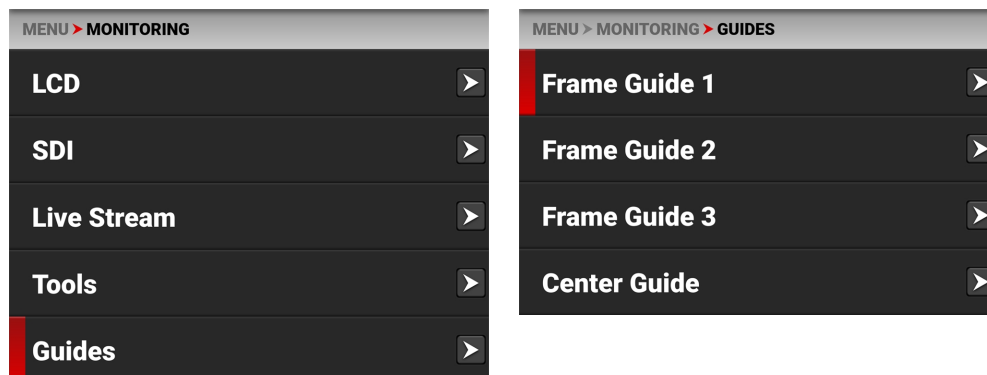 MENU > MONITORING
LCD
SDI
Live Stream
Tools
Guides
MENU > MONITORING > GUIDES
Frame Guide 1
Frame Guide 2
Frame Guide 3
Center Guide